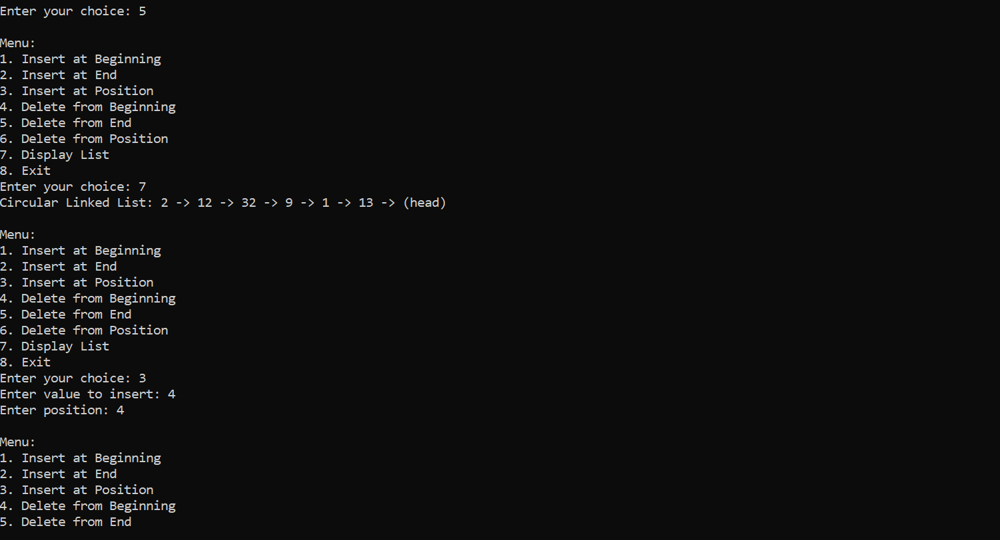 Enter your choice: 5
Menu:
1. Insert at Beginning
2. Insert at End
3. Insert at Position
4. Delete from Beginning
5. Delete from End
6. Delete from Position
7. Display List
8. Exit
Enter your choice: 7
Circular Linked List: 2 -> 12 -> 32 -> 9 -> 1 -> 13 -> (head)
Menu:
1. Insert at Beginning
2. Insert at End
3. Insert at Position
4. Delete from Beginning
5. Delete from End
6. Delete from Position
7. Display List
8. Exit
Enter your choice: 3
Enter value to insert: 4
Enter position: 4
Menu:
1. Insert at Beginning
2. Insert at End
3. Insert at Position
4. Delete from Beginning
5. Delete from End